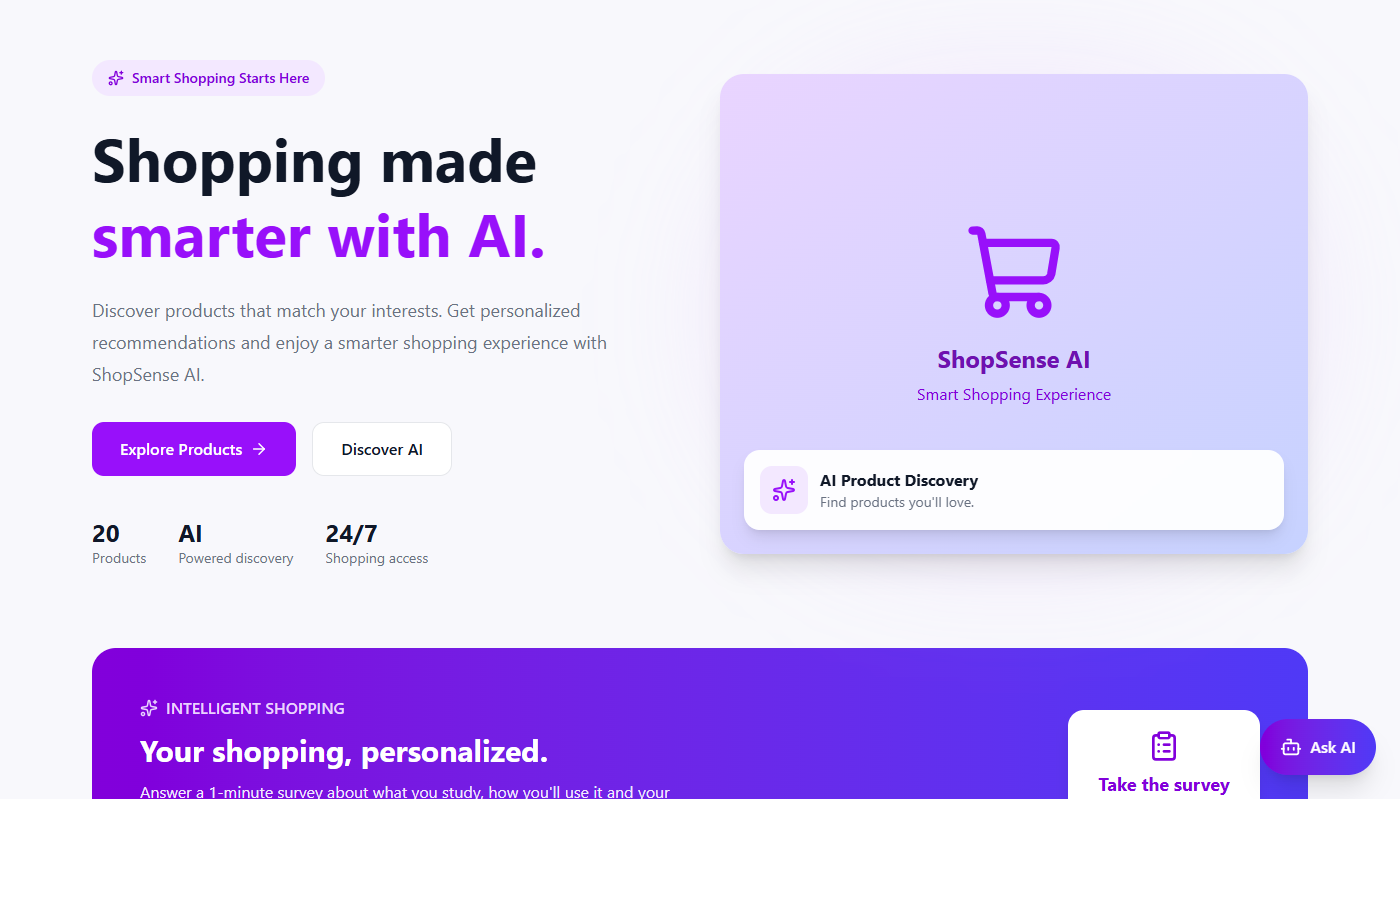 Smart Shopping Starts Here
Shopping made
smarter with AI.
Discover products that match your interests. Get personalized
recommendations and enjoy a smarter shopping experience with
ShopSense AI.
Explore Products
Discover AI
20
Products
AI
Powered discovery
24/7
Shopping access
ShopSense AI
Smart Shopping Experience
AI Product Discovery
Find products you'll love.
INTELLIGENT SHOPPING
Your shopping, personalized.
Answer a 1-minute survey about what you study, how you'll use it and your
Take the survey
Ask AI